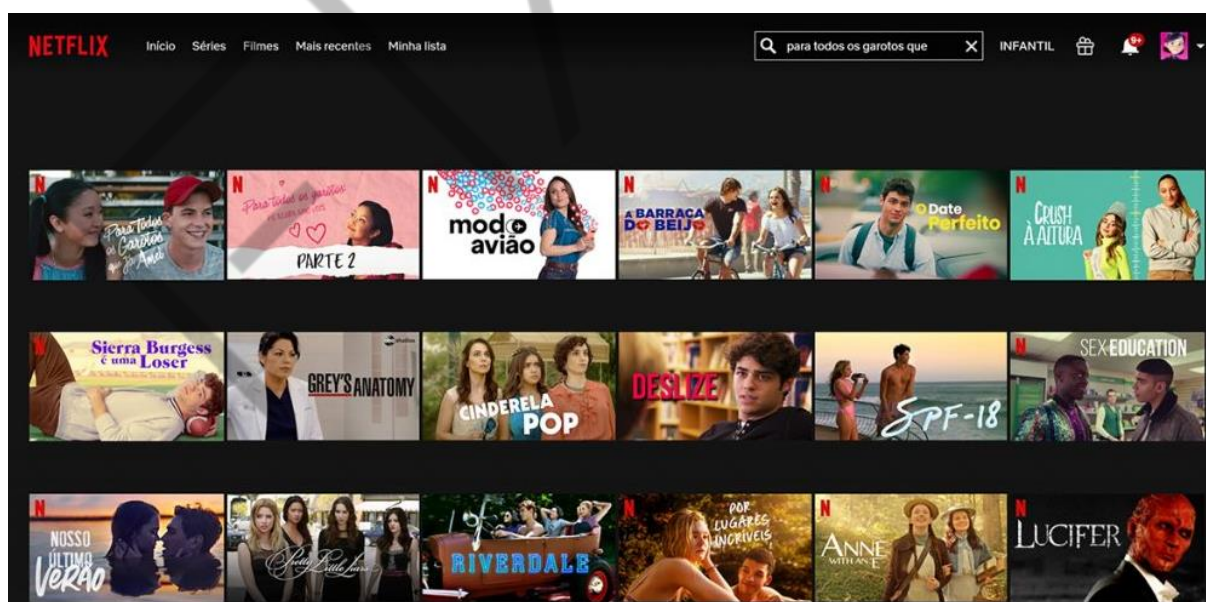 NETFLIX
Início Séries Filmes Mais recentes Minha lista
para todos os garotos que
INFANTIL
9+
Para Todos os Garotos que Já Amei
Para todos os garotos:
PARTE 2
modo avião
A BARRACA DO BEIJO
O Date Perfeito
CRUSH À ALTURA
Sierra Burgess é uma Loser
abc studios
GREY'S ANATOMY
CINDERELA POP
DESLIZE
SPF-18
SEX EDUCATION
NOSSO ÚLTIMO VeRÃO
Pretty Little Liars
RIVERDALE
POR LUGARES INCRÍVEIS
ANNE WITH AN E
LUCIFER